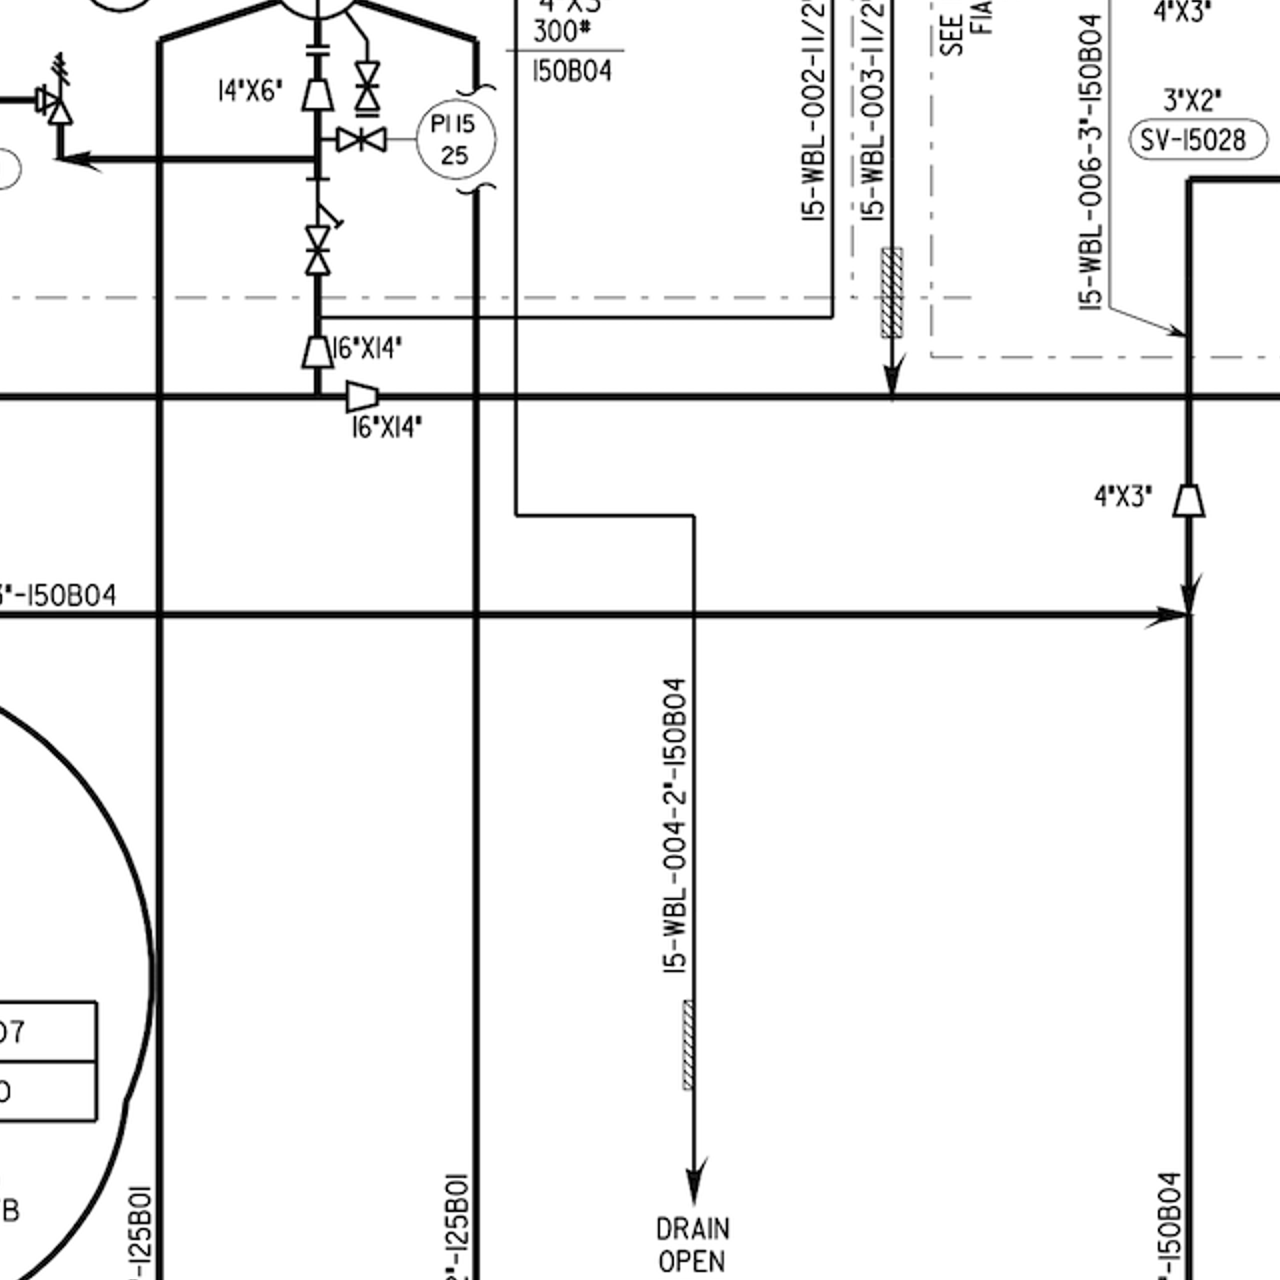 4"X3"
300#
150B04
14"X6"
PI 15
25
15-WBL-002-11/2"
15-WBL-003-11/2"
SEE
FIA
15-WBL-006-3"-150B04
4"X3"
3"X2"
SV-15028
16"X14"
16"X14"
4"X3"
3"-150B04
15-WBL-004-2"-150B04
07
0
B
"-125B01
2"-125B01
DRAIN
OPEN
"-150B04